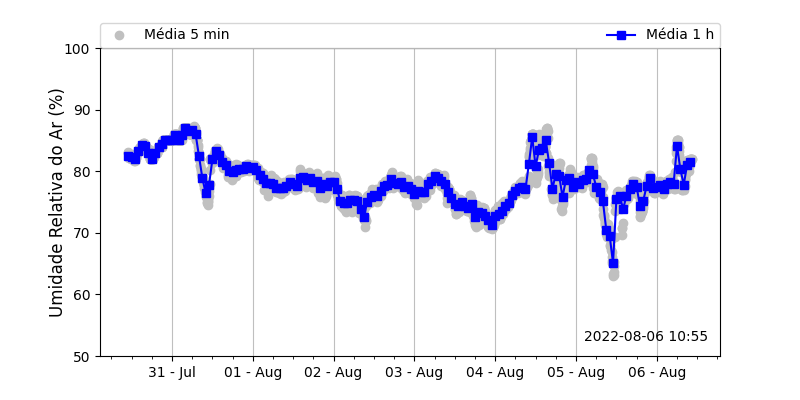 Média 5 min
Média 1 h
Umidade Relativa do Ar (%)
100
90
80
70
60
50
2022-08-06 10:55
31 - Jul
01 - Aug
02 - Aug
03 - Aug
04 - Aug
05 - Aug
06 - Aug